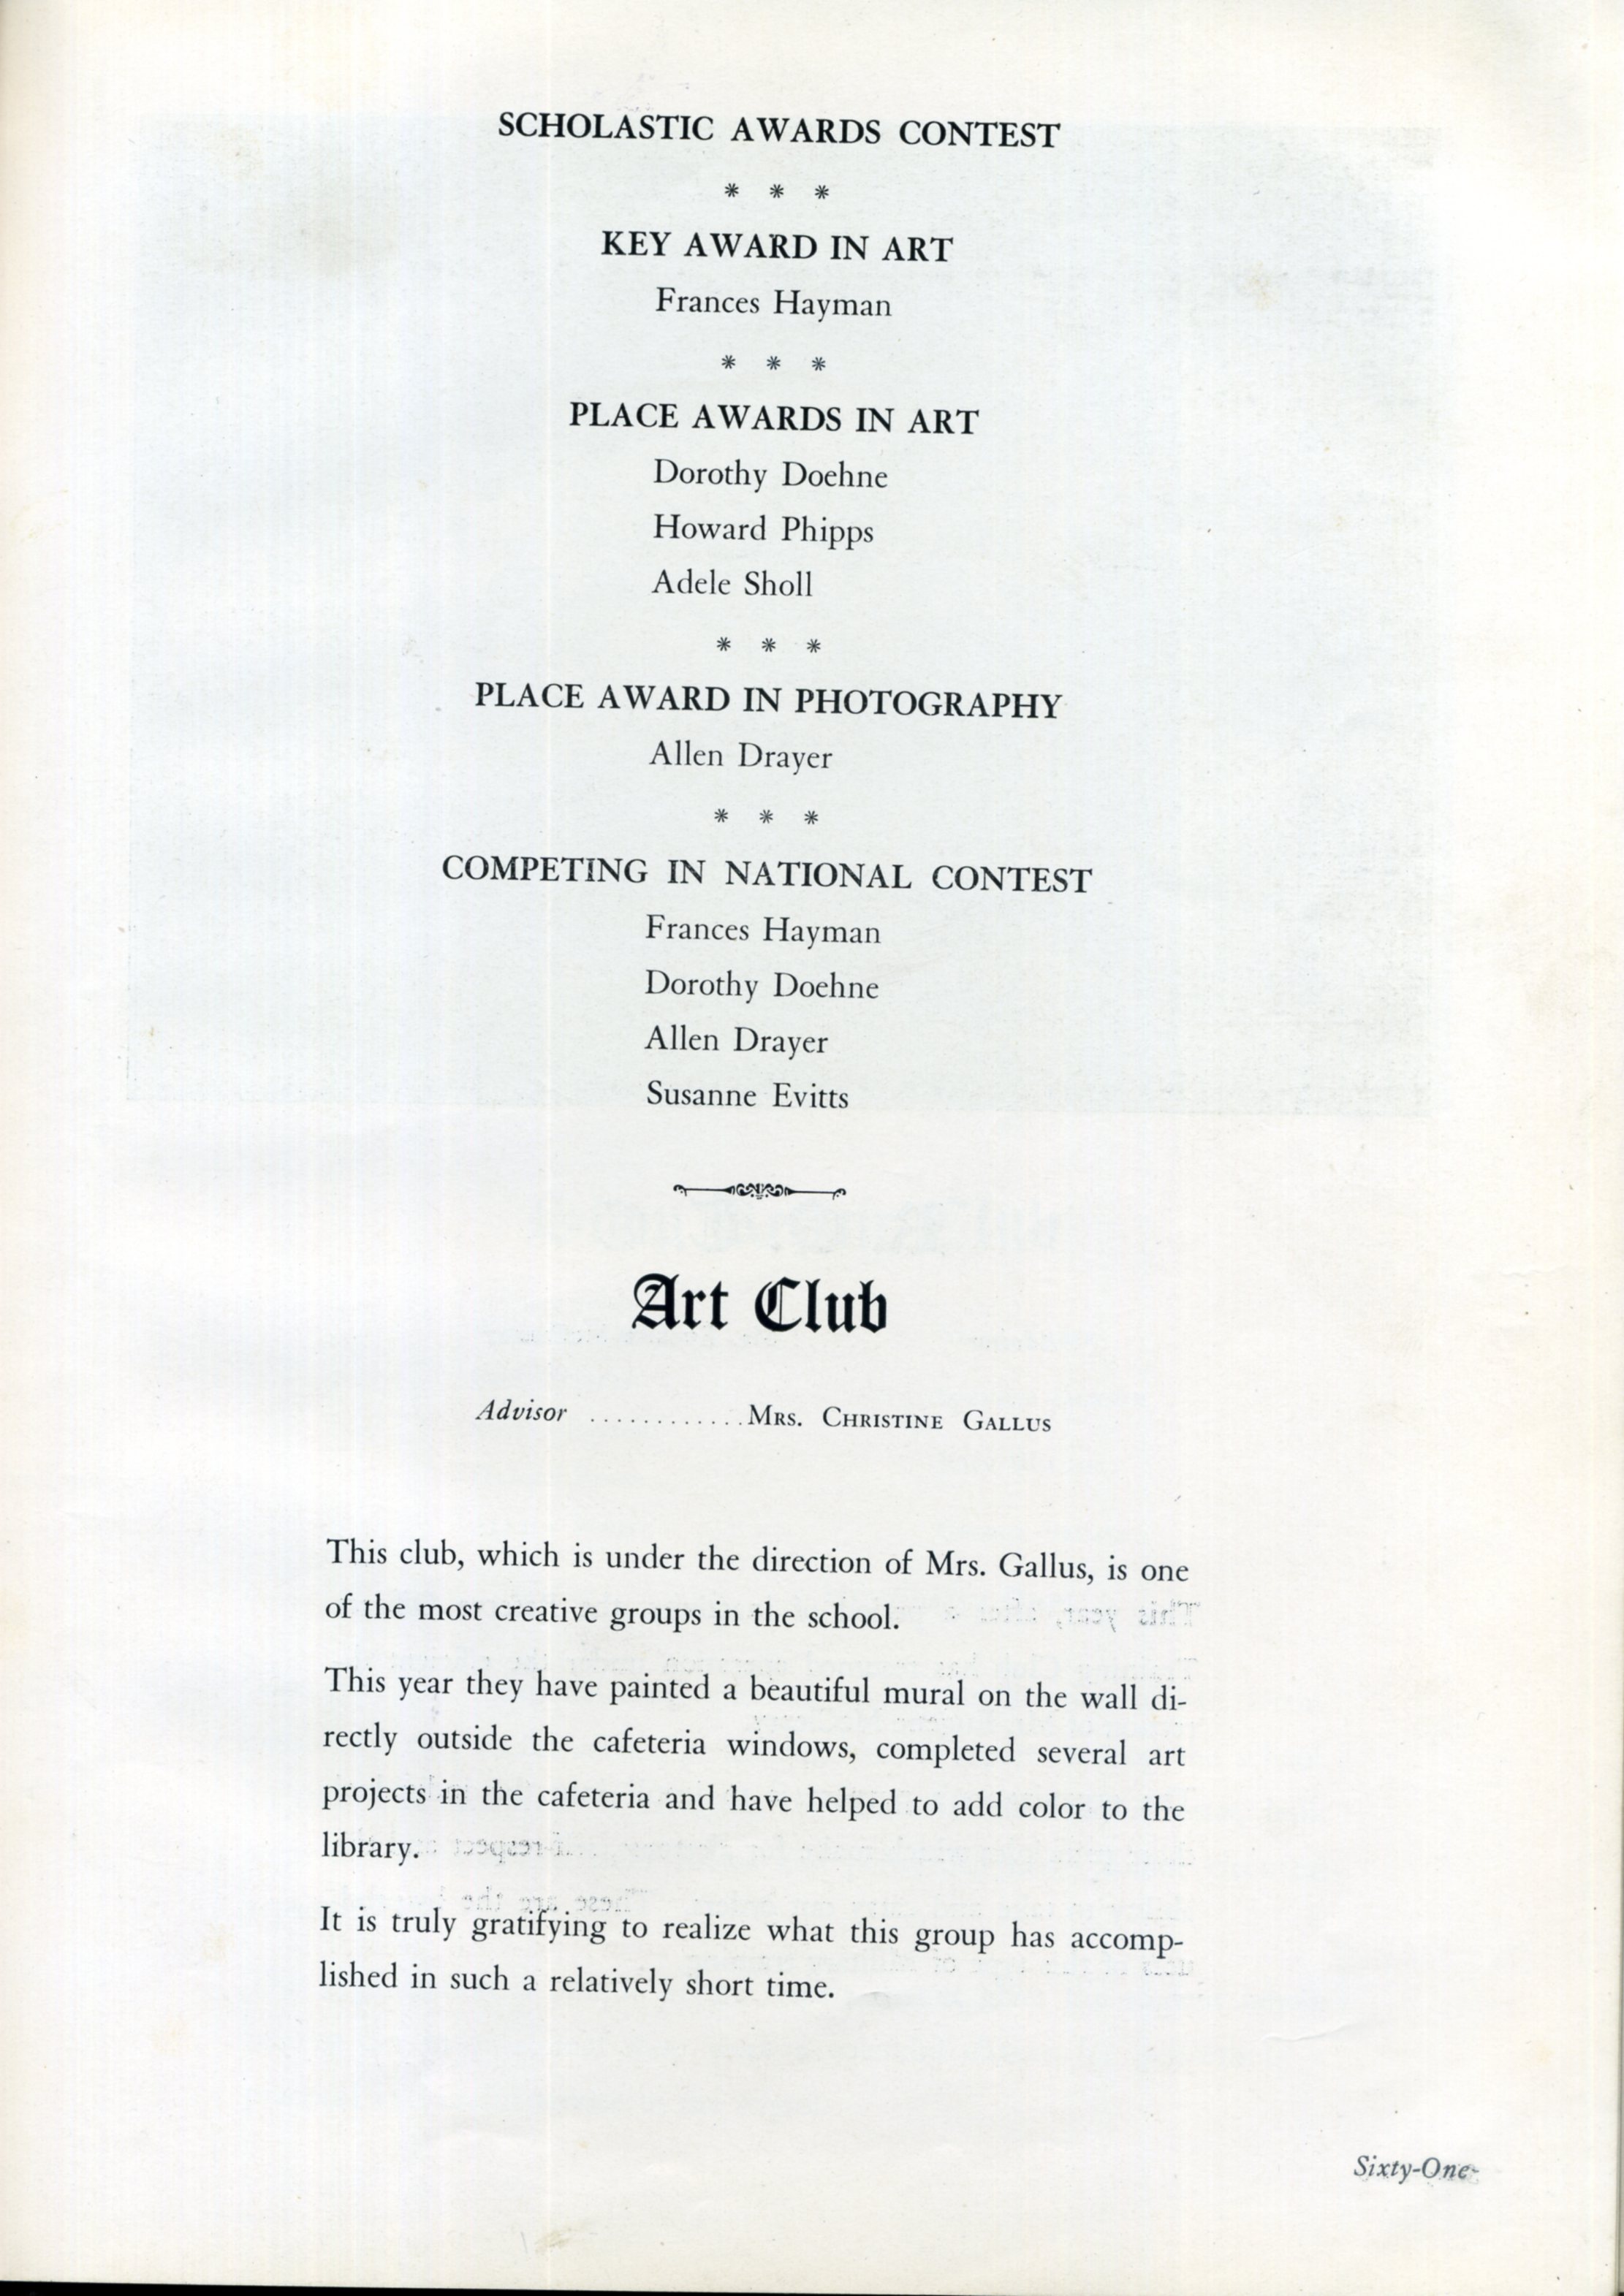 SCHOLASTIC AWARDS CONTEST
* * *
KEY AWARD IN ART
Frances Hayman
* * *
PLACE AWARDS IN ART
Dorothy Doehne
Howard Phipps
Adele Sholl
* * *
PLACE AWARD IN PHOTOGRAPHY
Allen Drayer
* * *
COMPETING IN NATIONAL CONTEST
Frances Hayman
Dorothy Doehne
Allen Drayer
Susanne Evitts
Art Club
Advisor ............ MRS. CHRISTINE GALLUS
This club, which is under the direction of Mrs. Gallus, is one
of the most creative groups in the school.
This year they have painted a beautiful mural on the wall di-
rectly outside the cafeteria windows, completed several art
projects in the cafeteria and have helped to add color to the
library.
It is truly gratifying to realize what this group has accomp-
lished in such a relatively short time.
Sixty-One